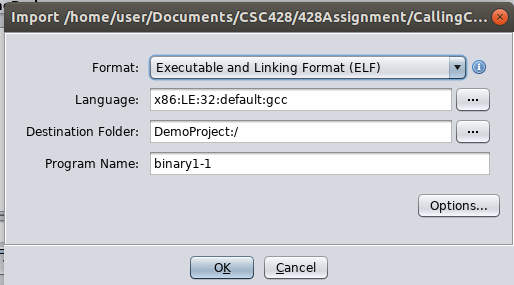 Import /home/user/Documents/CSC428/428Assignment/CallingC...
Format: Executable and Linking Format (ELF)
Language: x86:LE:32:default:gcc ...
Destination Folder: DemoProject:/ ...
Program Name: binary1-1
Options...
OK Cancel